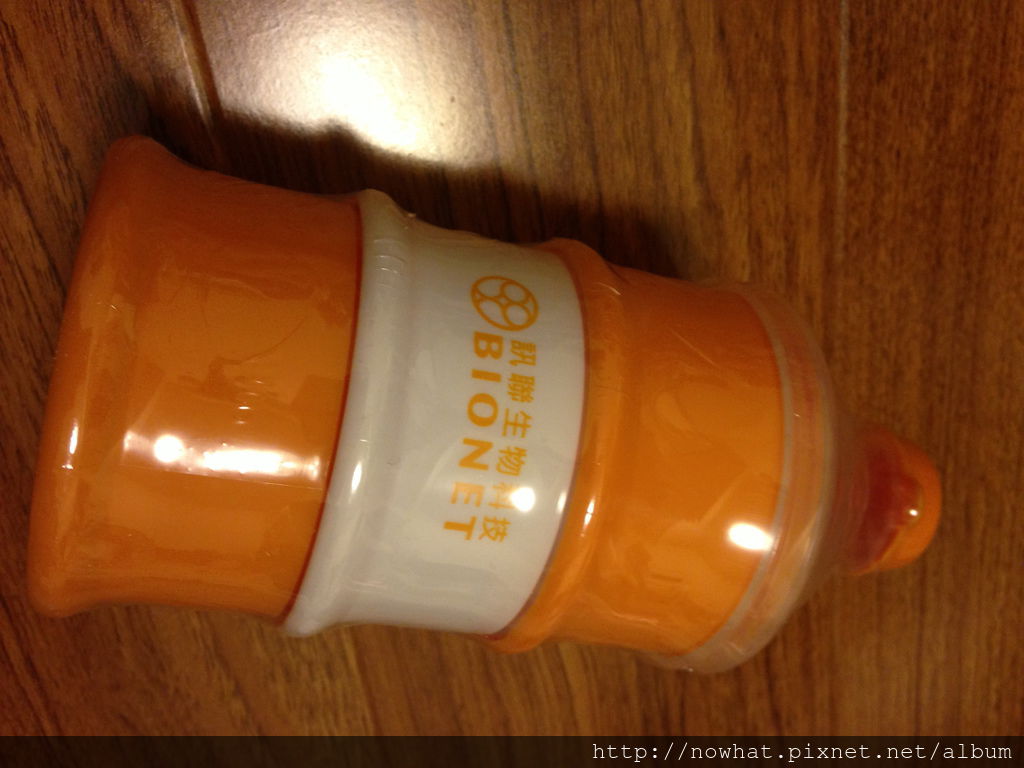 訊聯生物科技
BIONET
http://nowhat.pixnet.net/album